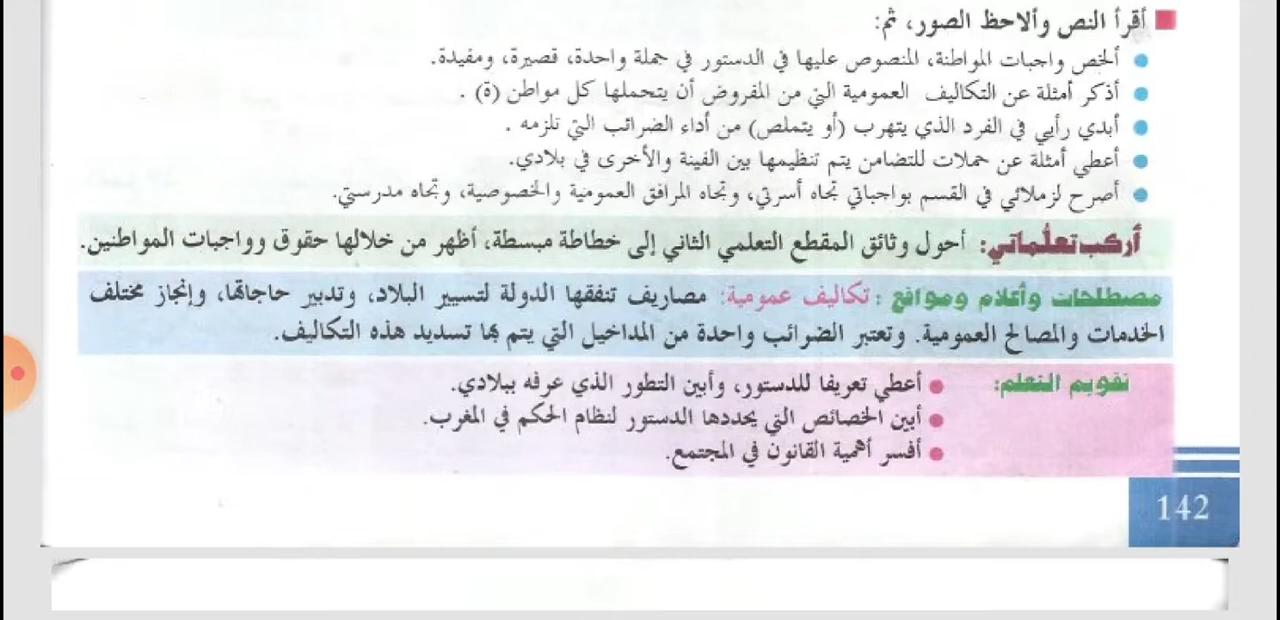 أقرأ النص وألاحظ الصور، ثم:
ألخص واجبات المواطنة، المنصوص عليها في الدستور في جملة واحدة، قصيرة، ومفيدة.
أذكر أمثلة عن التكاليف العمومية التي من المفروض أن يتحملها كل مواطن (ة) .
أبدي رأيي في الفرد الذي يتهرب (أو يتملص) من أداء الضرائب التي تلزمه .
أعطي أمثلة عن حملات للتضامن يتم تنظيمها بين الفينة والأخرى في بلادي.
أصرح لزملائي في القسم بواجباتي تجاه أسرتي، وتجاه المرافق العمومية والخصوصية، وتجاه مدرستي.
أركب تعلُّماتي: أحول وثائق المقطع التعلمي الثاني إلى خطاطة مبسطة، أظهر من خلالها حقوق وواجبات المواطنين.
مصطلحات وأعلام ومواقع : تكاليف عمومية: مصاريف تنفقها الدولة لتسيير البلاد، وتدبير حاجاتها، وإنجاز مختلف
الخدمات والمصالح العمومية. وتعتبر الضرائب واحدة من المداخيل التي يتم بها تسديد هذه التكاليف.
تقويم التعلم: أعطي تعريفا للدستور، وأبين التطور الذي عرفه ببلادي.
أبين الخصائص التي يحددها الدستور لنظام الحكم في المغرب.
أفسر أهمية القانون في المجتمع.
142